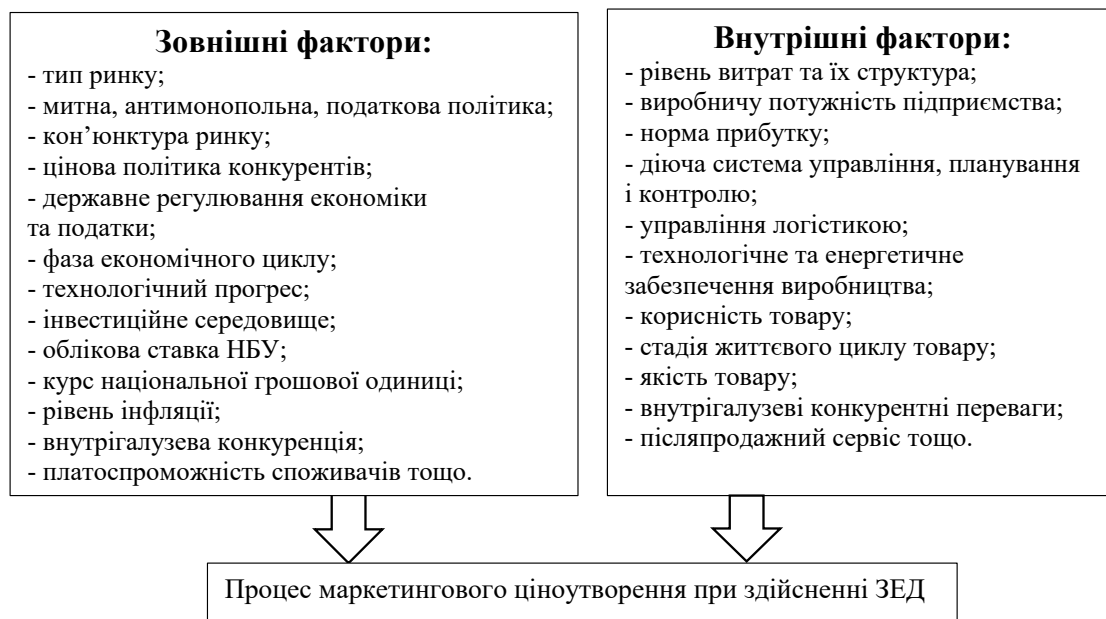 Зовнішні фактори:
- тип ринку;
- митна, антимонопольна, податкова політика;
- кон’юнктура ринку;
- цінова політика конкурентів;
- державне регулювання економіки
та податки;
- фаза економічного циклу;
- технологічний прогрес;
- інвестиційне середовище;
- облікова ставка НБУ;
- курс національної грошової одиниці;
- рівень інфляції;
- внутрігалузева конкуренція;
- платоспроможність споживачів тощо.
Внутрішні фактори:
- рівень витрат та їх структура;
- виробничу потужність підприємства;
- норма прибутку;
- діюча система управління, планування
і контролю;
- управління логістикою;
- технологічне та енергетичне
забезпечення виробництва;
- корисність товару;
- стадія життєвого циклу товару;
- якість товару;
- внутрігалузеві конкурентні переваги;
- післяпродажний сервіс тощо.
Процес маркетингового ціноутворення при здійсненні ЗЕД